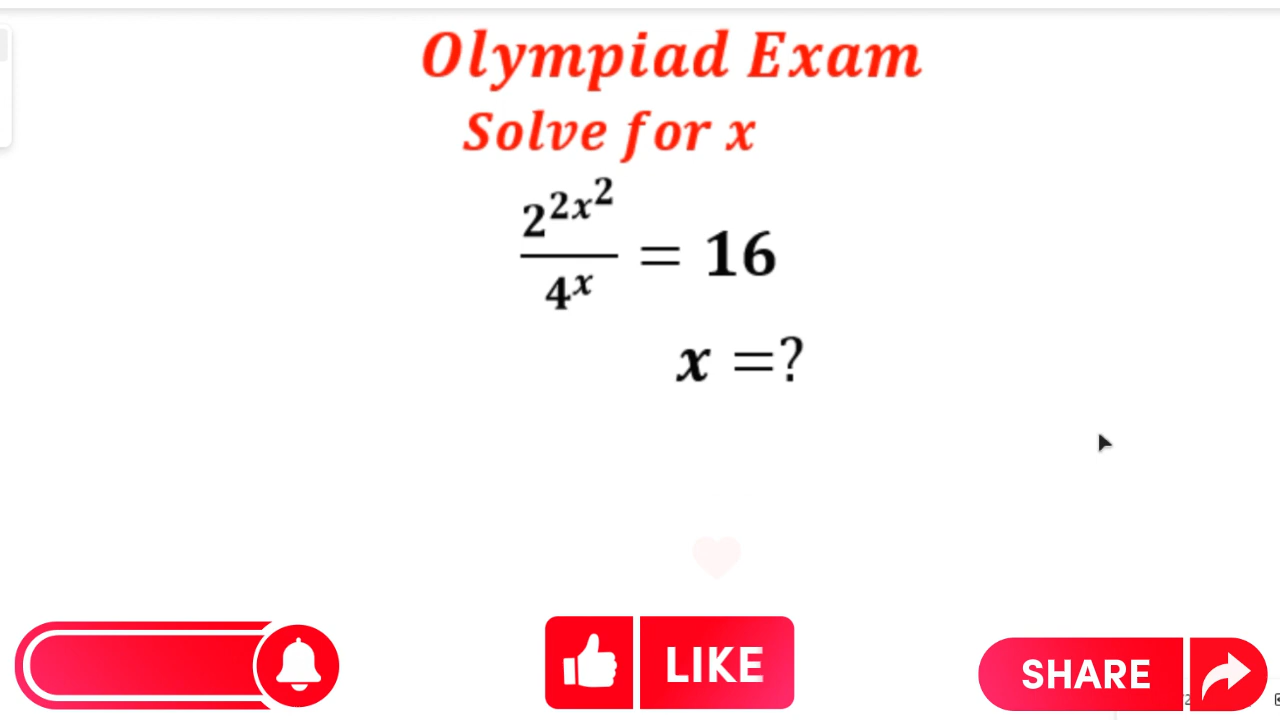 Olympiad Exam
Solve for x
2^{2x^2}/4^x = 16
x =?
LIKE
SHARE